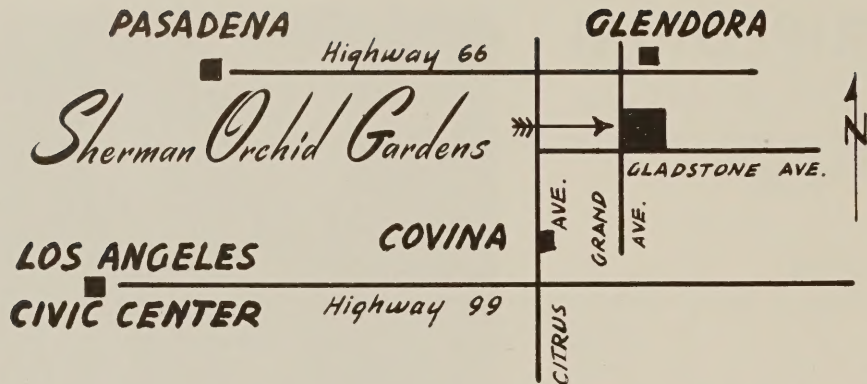 PASADENA
GLENDORA
Highway 66
Sherman Orchid Gardens
N
GLADSTONE AVE.
AVE.
GRAND
AVE.
COVINA
LOS ANGELES
CIVIC CENTER
Highway 99
CITRUS